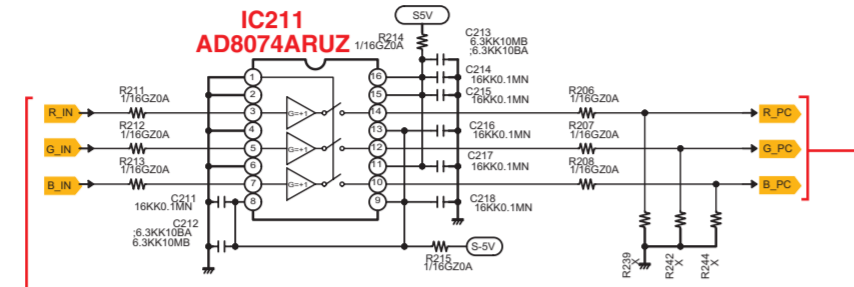 IC211
AD8074ARUZ
S5V
R214
1/16GZ0A
C213
6.3KK10MB
;6.3KK10BA
C214
16KK0.1MN
C215
16KK0.1MN
R211
1/16GZ0A
R_IN
1
2
3
G=+1
16
15
14
R206
1/16GZ0A
R_PC
R212
1/16GZ0A
G_IN
4
5
G=+1
13
12
C216
16KK0.1MN
R207
1/16GZ0A
G_PC
R213
1/16GZ0A
B_IN
6
7
G=+1
11
10
C217
16KK0.1MN
R208
1/16GZ0A
B_PC
C211
16KK0.1MN
8
9
C218
16KK0.1MN
C212
;6.3KK10BA
6.3KK10MB
R215
1/16GZ0A
S-5V
R239
X
R242
X
R244
X